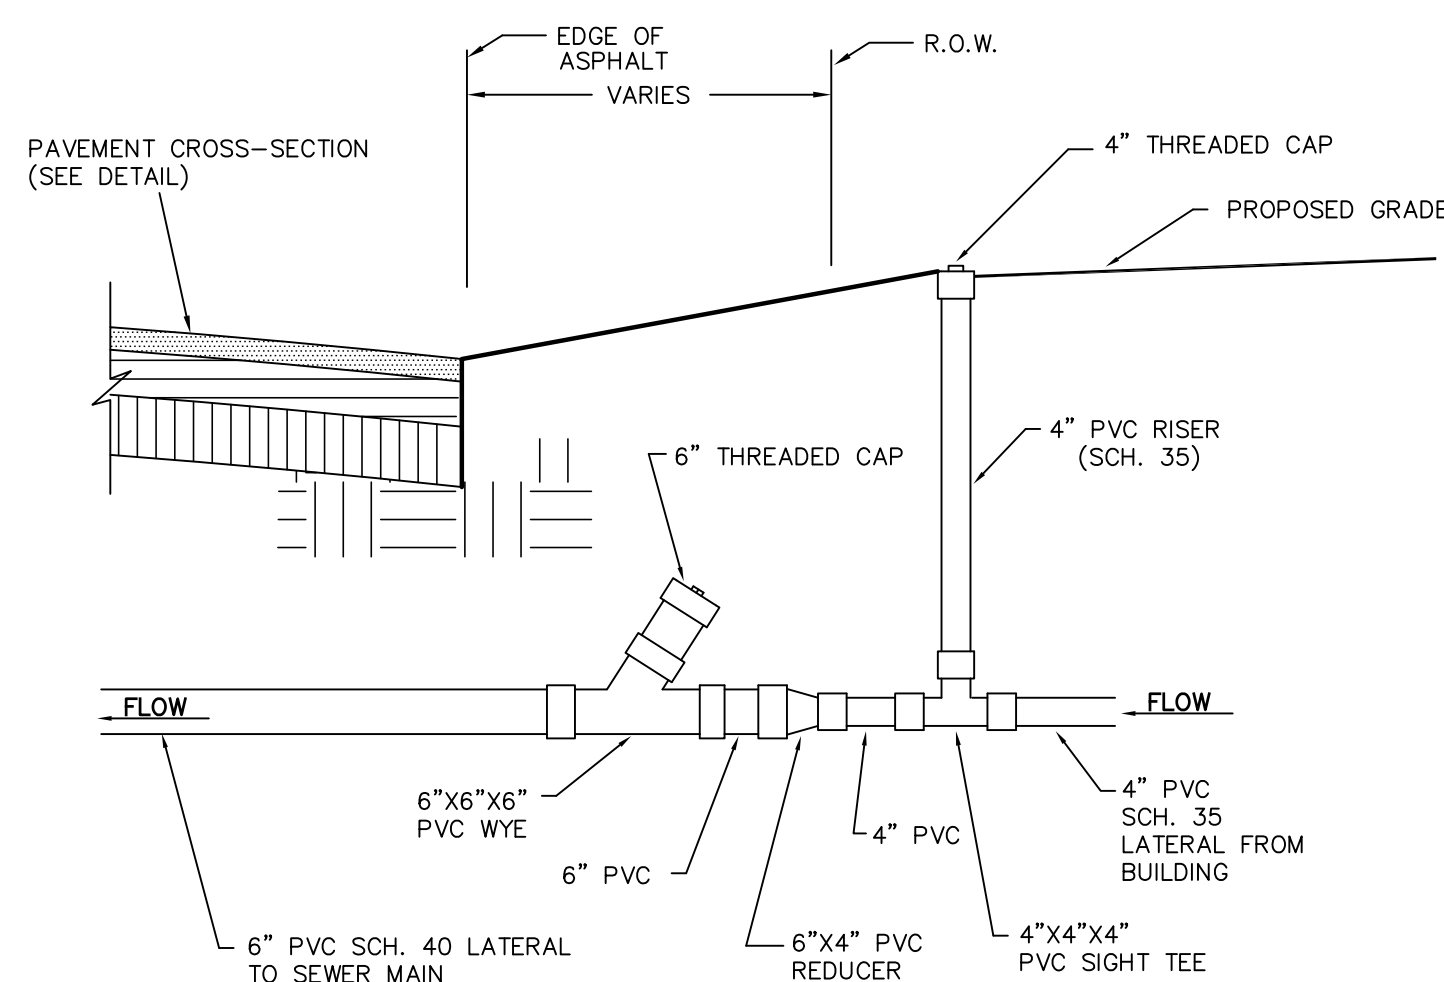 EDGE OF
ASPHALT
R.O.W.
VARIES
PAVEMENT CROSS-SECTION
(SEE DETAIL)
4" THREADED CAP
PROPOSED GRADE
4" PVC RISER
(SCH. 35)
6" THREADED CAP
FLOW
FLOW
6"X6"X6"
PVC WYE
4" PVC
SCH. 35
LATERAL FROM
BUILDING
4" PVC
6" PVC
6" PVC SCH. 40 LATERAL
TO SEWER MAIN
6"X4" PVC
REDUCER
4"X4"X4"
PVC SIGHT TEE